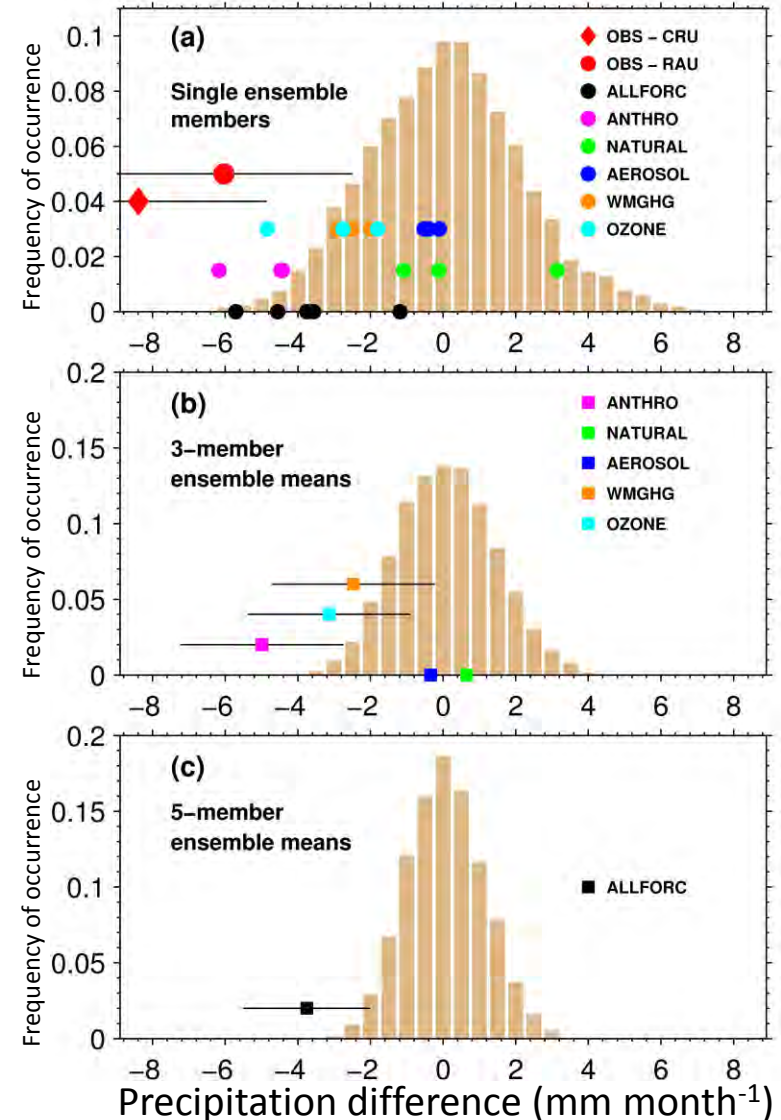 (a)
Single ensemble
members
OBS − CRU
OBS − RAU
ALLFORC
ANTHRO
NATURAL
AEROSOL
WMGHG
OZONE
Frequency of occurrence
0.1
0.08
0.06
0.04
0.02
0
−8 −6 −4 −2 0 2 4 6 8
(b)
3−member
ensemble means
ANTHRO
NATURAL
AEROSOL
WMGHG
OZONE
Frequency of occurrence
0.2
0.15
0.1
0.05
0
−8 −6 −4 −2 0 2 4 6 8
(c)
5−member
ensemble means
ALLFORC
Frequency of occurrence
0.2
0.15
0.1
0.05
0
−8 −6 −4 −2 0 2 4 6 8
Precipitation difference (mm month⁻¹)